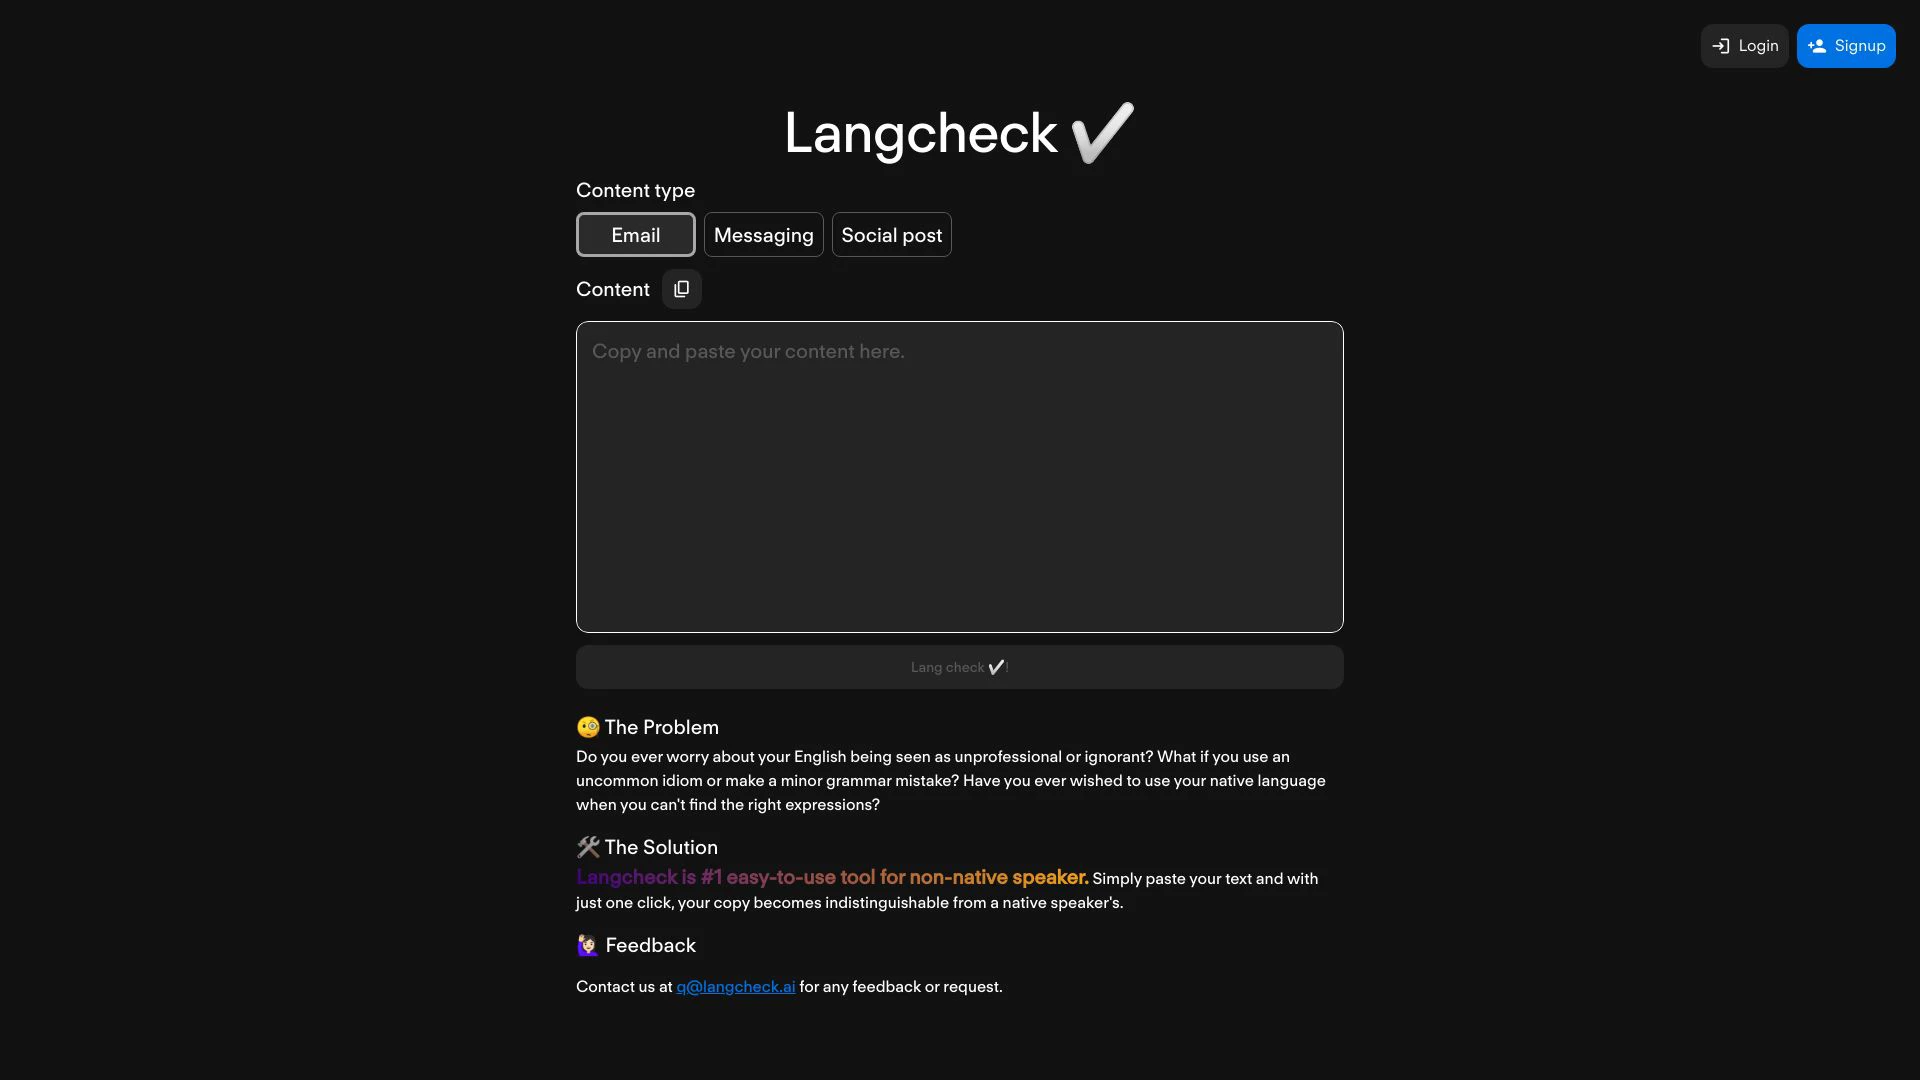 Login
Signup
Langcheck ✔️
Content type
Email
Messaging
Social post
Content
Copy and paste your content here.
Lang check ✔️!
🧐 The Problem
Do you ever worry about your English being seen as unprofessional or ignorant? What if you use an
uncommon idiom or make a minor grammar mistake? Have you ever wished to use your native language
when you can't find the right expressions?
🛠️ The Solution
Langcheck is #1 easy-to-use tool for non-native speaker. Simply paste your text and with
just one click, your copy becomes indistinguishable from a native speaker's.
🙋🏻‍♀️ Feedback
Contact us at q@langcheck.ai for any feedback or request.